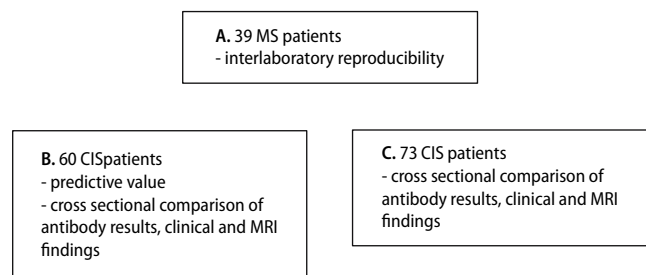 A. 39 MS patients
- interlaboratory reproducibility
B. 60 CISpatients
- predictive value
- cross sectional comparison of
antibody results, clinical and MRI
findings
C. 73 CIS patients
- cross sectional comparison of
antibody results, clinical and MRI
findings